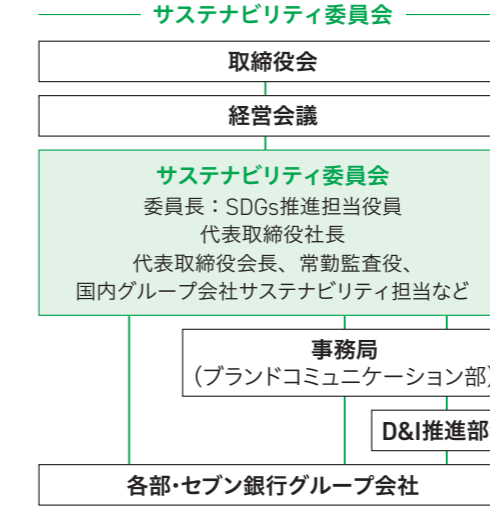 サステナビリティ委員会
取締役会
経営会議
サステナビリティ委員会
委員長：SDGs推進担当役員
代表取締役社長
代表取締役会長、常勤監査役、
国内グループ会社サステナビリティ担当など
事務局
（ブランドコミュニケーション部）
D&I推進部
各部・セブン銀行グループ会社